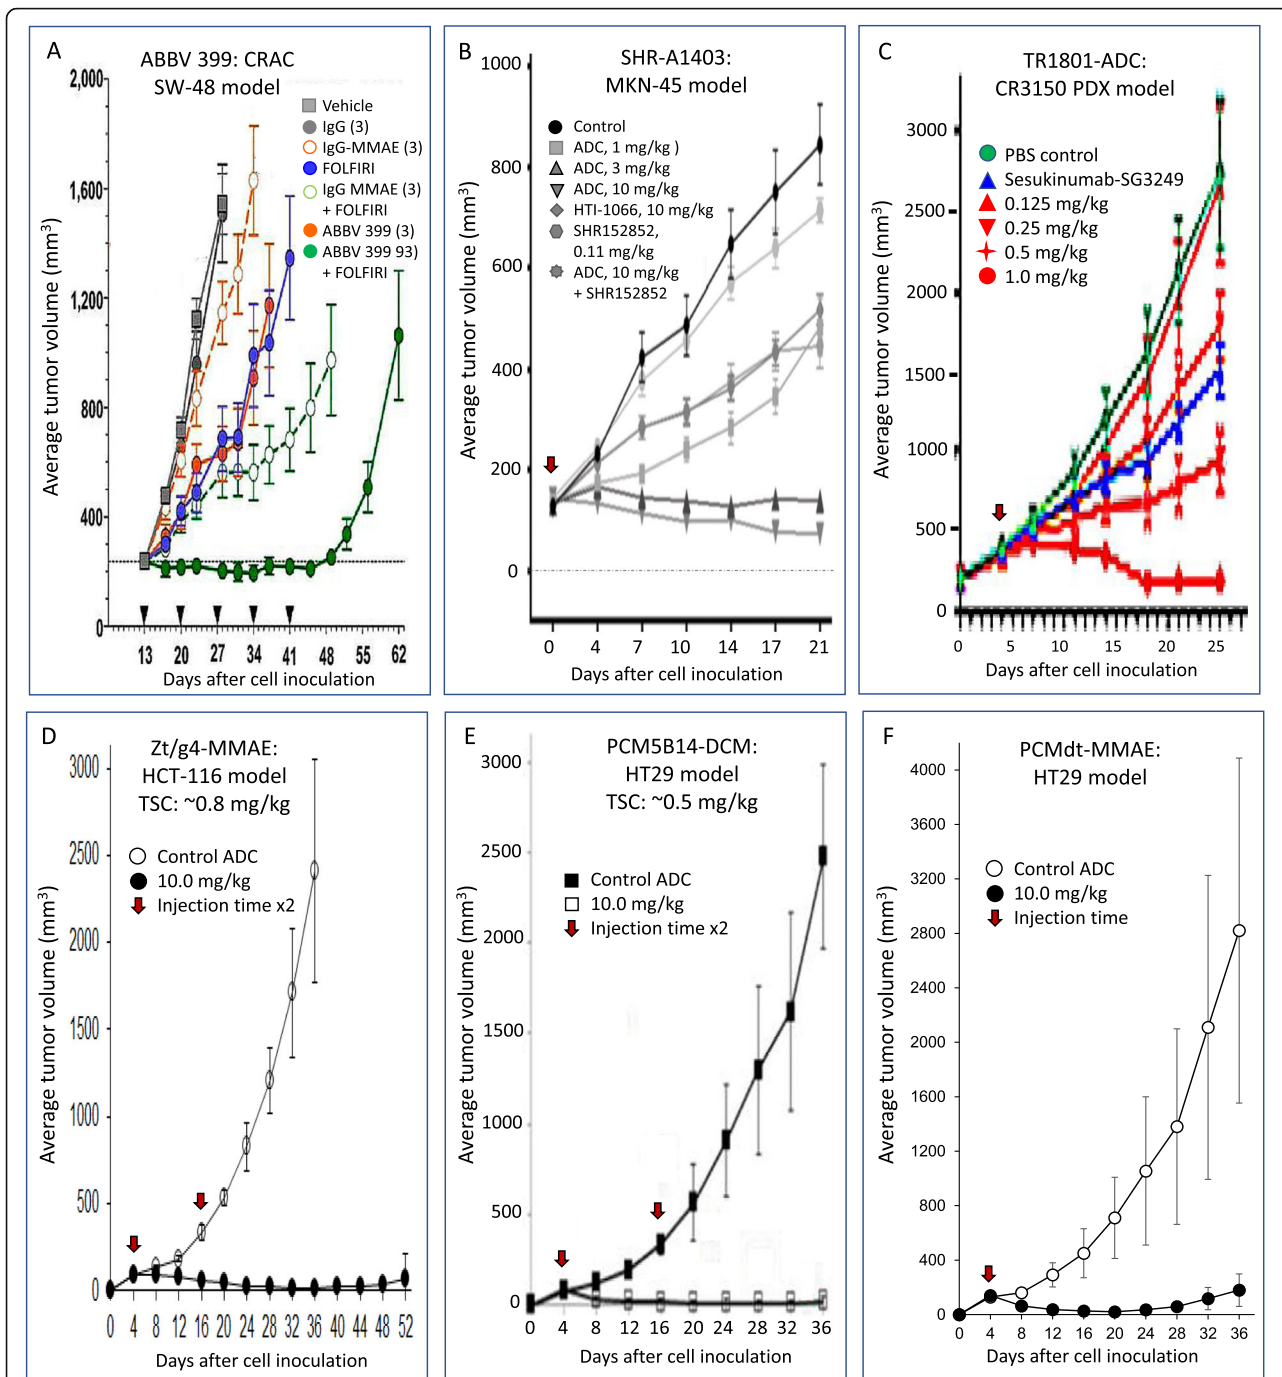 A
ABBV 399: CRAC
SW-48 model
2,000
1,600
1,200
800
400
0
Average tumor volume (mm3)
Vehicle
IgG (3)
IgG-MMAE (3)
FOLFIRI
IgG MMAE (3)
+ FOLFIRI
ABBV 399 (3)
ABBV 399 93)
+ FOLFIRI
13 20 27 34 41 48 55 62
Days after cell inoculation
B
SHR-A1403:
MKN-45 model
1000
800
600
400
200
0
Average tumor volume (mm3)
Control
ADC, 1 mg/kg )
ADC, 3 mg/kg
ADC, 10 mg/kg
HTI-1066, 10 mg/kg
SHR152852,
0.11 mg/kg
ADC, 10 mg/kg
+ SHR152852
0 4 7 10 14 17 21
Days after cell inoculation
C
TR1801-ADC:
CR3150 PDX model
3000
2500
2000
1500
1000
500
0
Average tumor volume (mm3)
PBS control
Sesukinumab-SG3249
0.125 mg/kg
0.25 mg/kg
0.5 mg/kg
1.0 mg/kg
0 5 10 15 20 25
Days after cell inoculation
D
Zt/g4-MMAE:
HCT-116 model
TSC: ~0.8 mg/kg
3000
2500
2000
1500
1000
500
0
Average tumor volume (mm3)
Control ADC
10.0 mg/kg
Injection time x2
0 4 8 12 16 20 24 28 32 36 40 44 48 52
Days after cell inoculation
E
PCM5B14-DCM:
HT29 model
TSC: ~0.5 mg/kg
3000
2500
2000
1500
1000
500
0
Average tumor volume (mm3)
Control ADC
10.0 mg/kg
Injection time x2
0 4 8 12 16 20 24 28 32 36
Days after cell inoculation
F
PCMdt-MMAE:
HT29 model
4000
3600
3200
2800
2400
2000
1600
1200
800
400
0
Average tumor volume (mm3)
Control ADC
10.0 mg/kg
Injection time
0 4 8 12 16 20 24 28 32 36
Days after cell inoculation